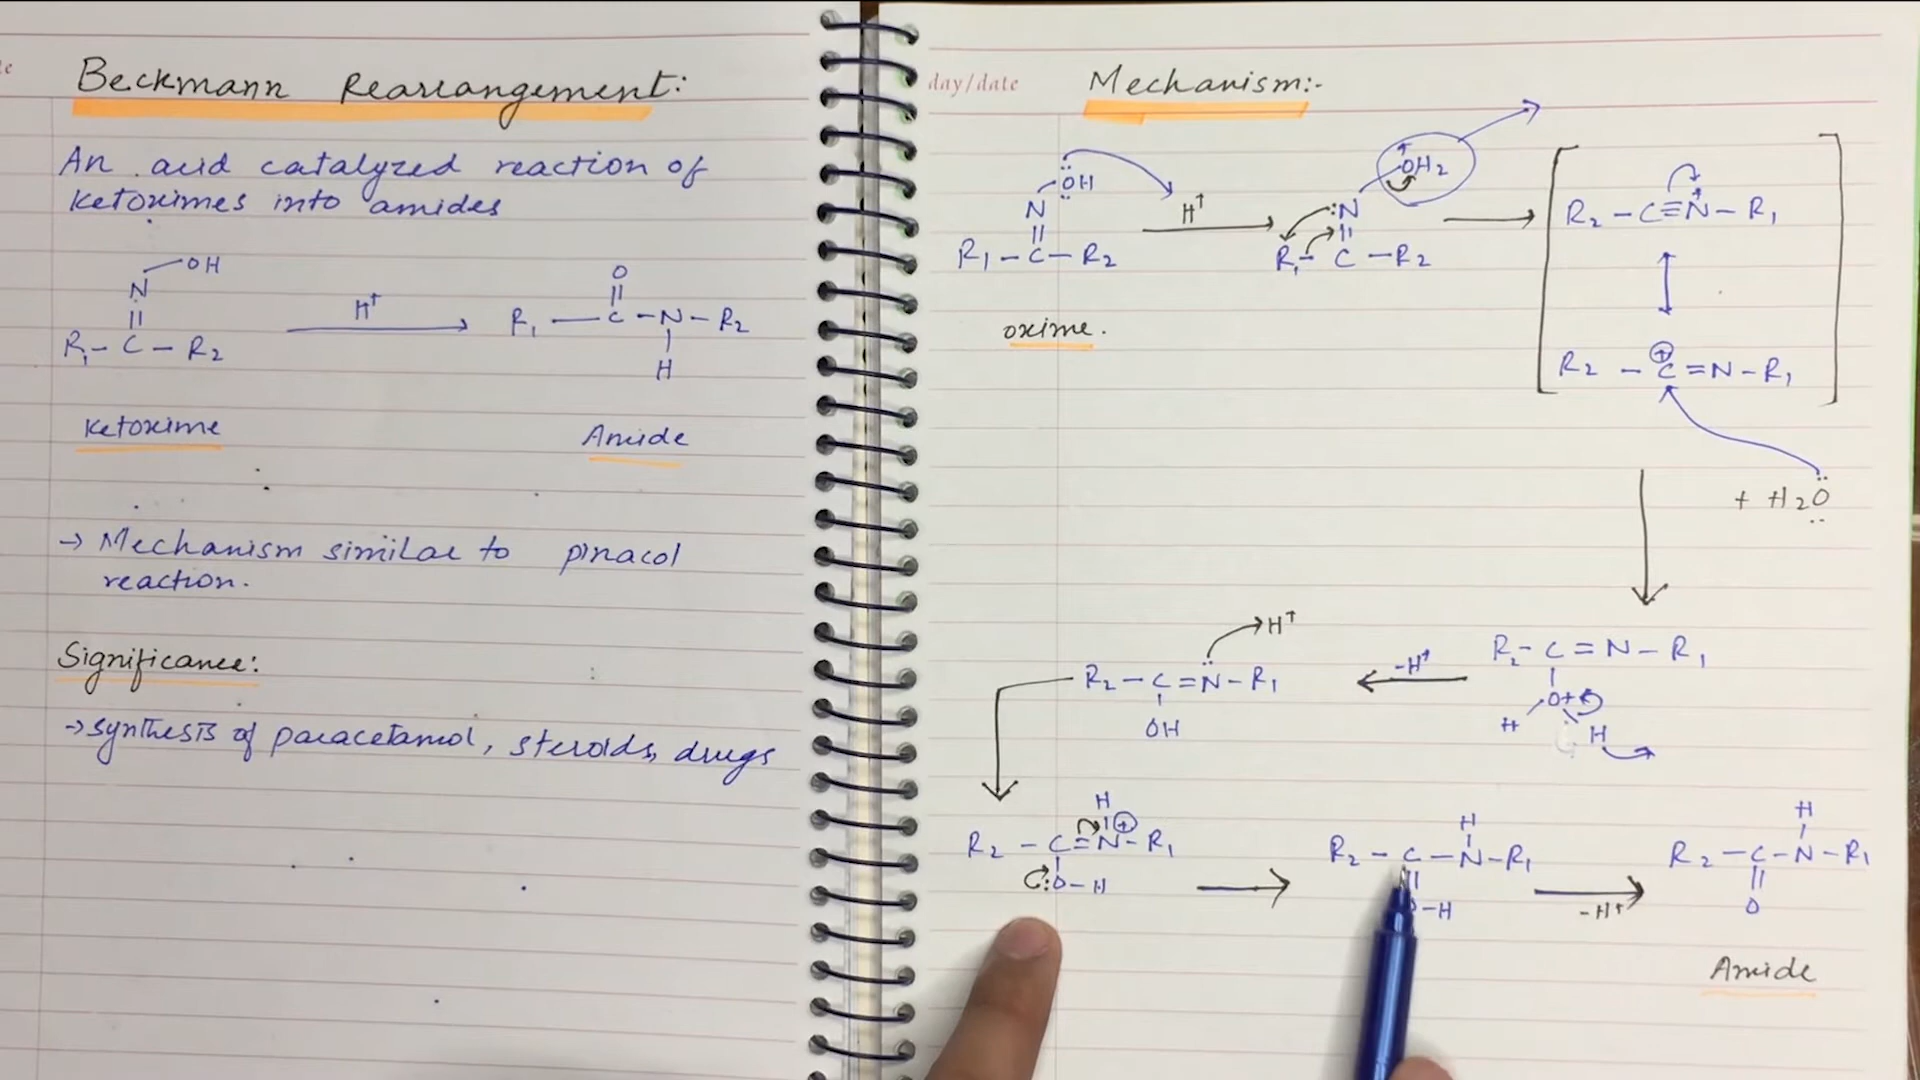 Beckmann Rearrangement:
An acid catalyzed reaction of
ketoximes into amides
OH
N
||
R1 - C - R2
H+
O
||
R1 — C - N - R2
|
H
Ketoxime
Amide
→ Mechanism similar to pinacol
reaction.
Significance:
→ synthesis of paracetamol, steroids, drugs
day/date
Mechanism:-
OH
N
||
R1 - C - R2
H+
OH2
+
:N
||
R1 - C - R2
+
R2 - C ≡ N - R1
+
R2 - C = N - R1
oxime.
+ H2O
R2 - C = N - R1
|
O+
H
H
-H+
H+
R2 - C = N - R1
|
OH
H
| +
R2 - C = N - R1
|
:O - H
H
|
R2 - C - N - R1
||
- H
-H+
H
|
R2 - C - N - R1
||
O
Amide